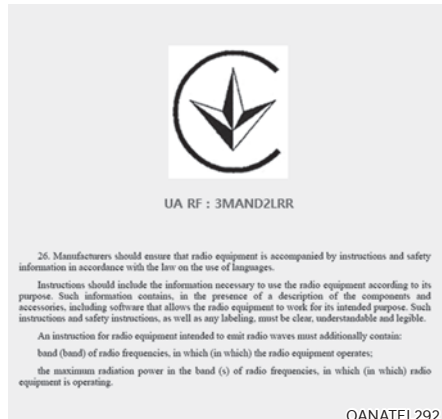 UA RF : 3MAND2LRR
26. Manufacturers should ensure that radio equipment is accompanied by instructions and safety
information in accordance with the law on the use of languages.
Instructions should include the information necessary to use the radio equipment according to its
purpose. Such information contains, in the presence of a description of the components and
accessories, including software that allows the radio equipment to work for its intended purpose. Such
instructions and safety instructions, as well as any labeling, must be clear, understandable and legible.
An instruction for radio equipment intended to emit radio waves must additionally contain:
band (band) of radio frequencies, in which (in which) the radio equipment operates;
the maximum radiation power in the band (s) of radio frequencies, in which (in which) radio
equipment is operating.
OANATEL292